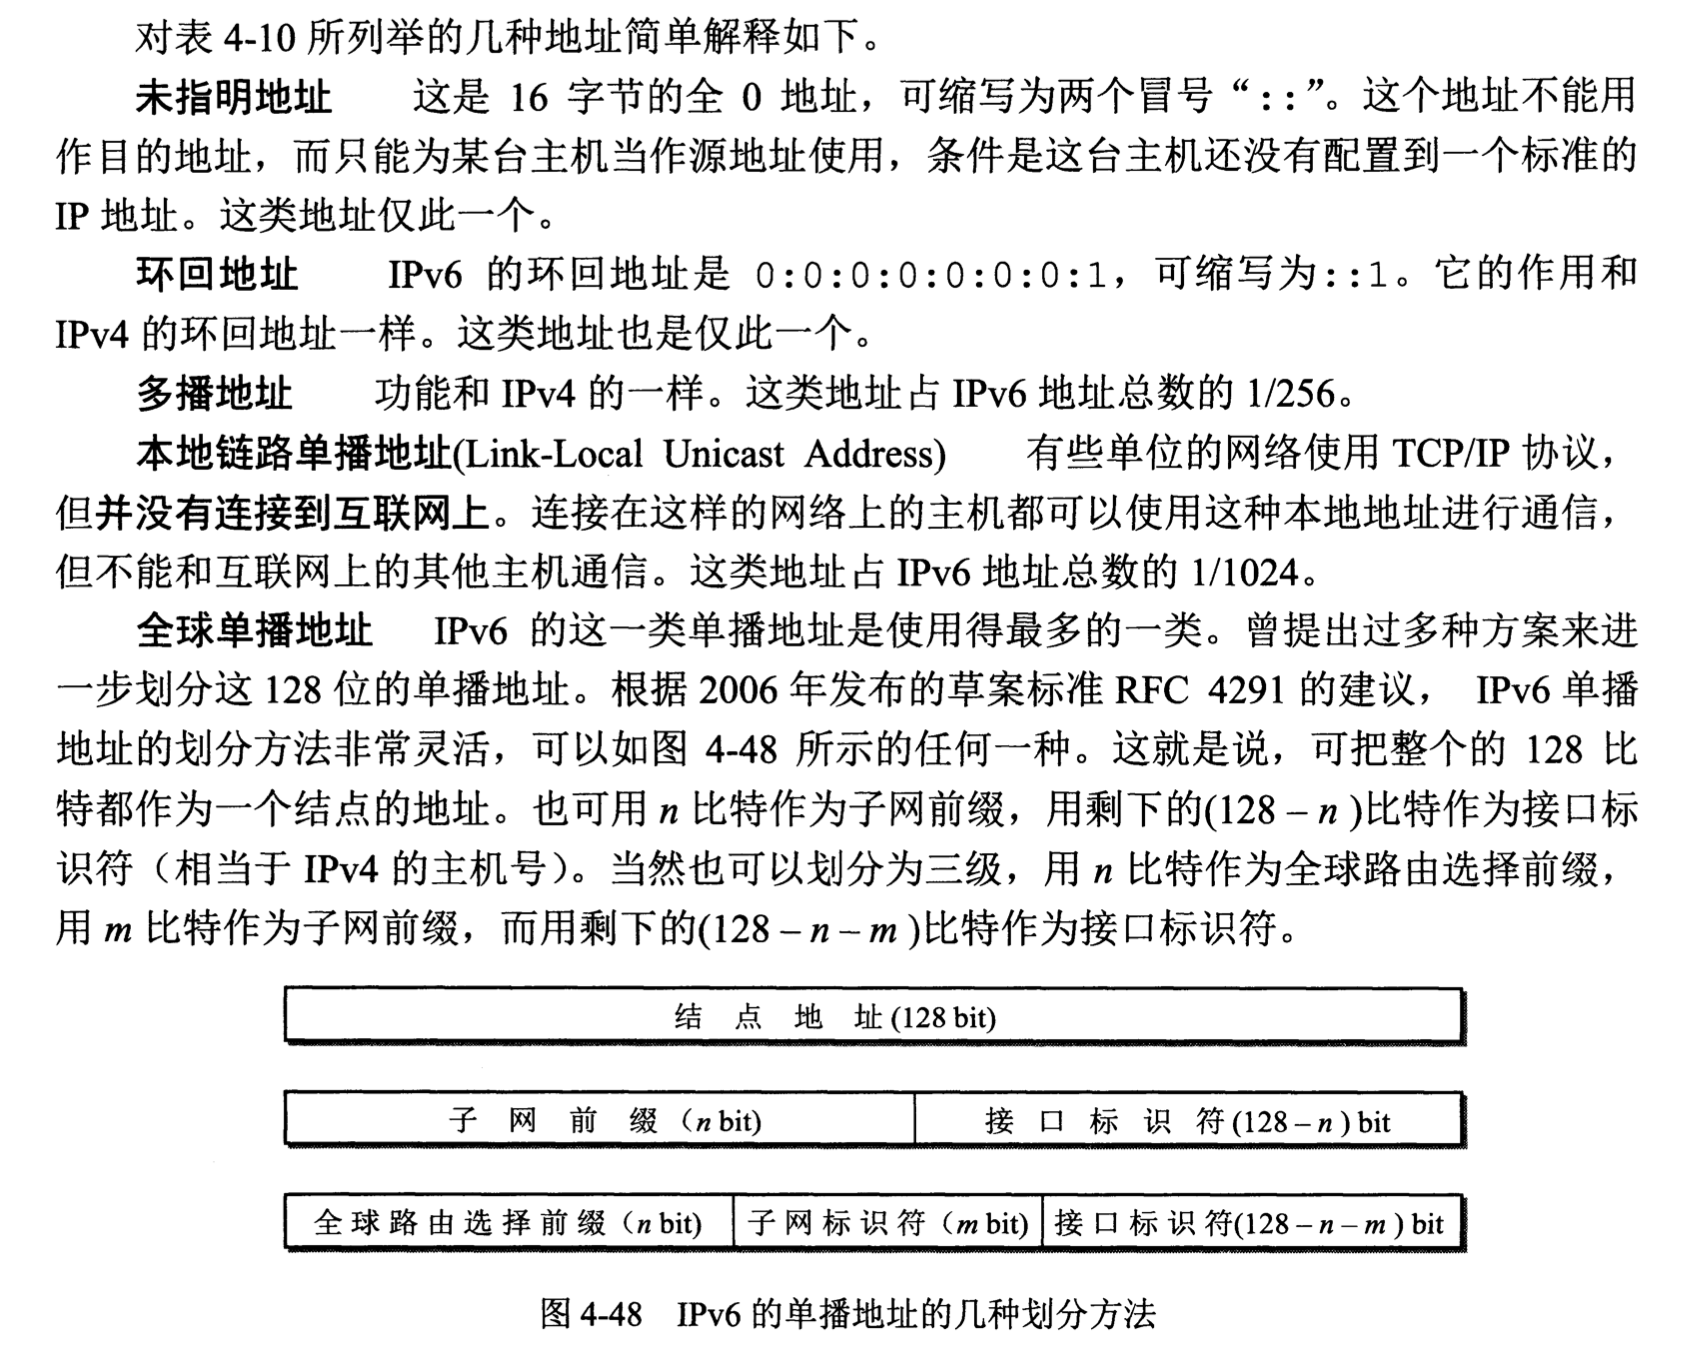 对表 4-10 所列举的几种地址简单解释如下。
未指明地址 这是 16 字节的全 0 地址，可缩写为两个冒号“::”。这个地址不能用
作目的地址，而只能为某台主机当作源地址使用，条件是这台主机还没有配置到一个标准的
IP 地址。这类地址仅此一个。
环回地址 IPv6 的环回地址是 0:0:0:0:0:0:0:1，可缩写为::1。它的作用和
IPv4 的环回地址一样。这类地址也是仅此一个。
多播地址 功能和 IPv4 的一样。这类地址占 IPv6 地址总数的 1/256。
本地链路单播地址(Link-Local Unicast Address) 有些单位的网络使用 TCP/IP 协议，
但并没有连接到互联网上。连接在这样的网络上的主机都可以使用这种本地地址进行通信，
但不能和互联网上的其他主机通信。这类地址占 IPv6 地址总数的 1/1024。
全球单播地址 IPv6 的这一类单播地址是使用得最多的一类。曾提出过多种方案来进
一步划分这 128 位的单播地址。根据 2006 年发布的草案标准 RFC 4291 的建议， IPv6 单播
地址的划分方法非常灵活，可以如图 4-48 所示的任何一种。这就是说，可把整个的 128 比
特都作为一个结点的地址。也可用 n 比特作为子网前缀，用剩下的(128 – n )比特作为接口标
识符（相当于 IPv4 的主机号）。当然也可以划分为三级，用 n 比特作为全球路由选择前缀，
用 m 比特作为子网前缀，而用剩下的(128 – n – m )比特作为接口标识符。
结 点 地 址 (128 bit)
子 网 前 缀（n bit) 接 口 标 识 符 (128 – n ) bit
全球路由选择前缀（n bit) 子网标识符（m bit) 接口标识符(128 – n – m ) bit
图 4-48 IPv6 的单播地址的几种划分方法